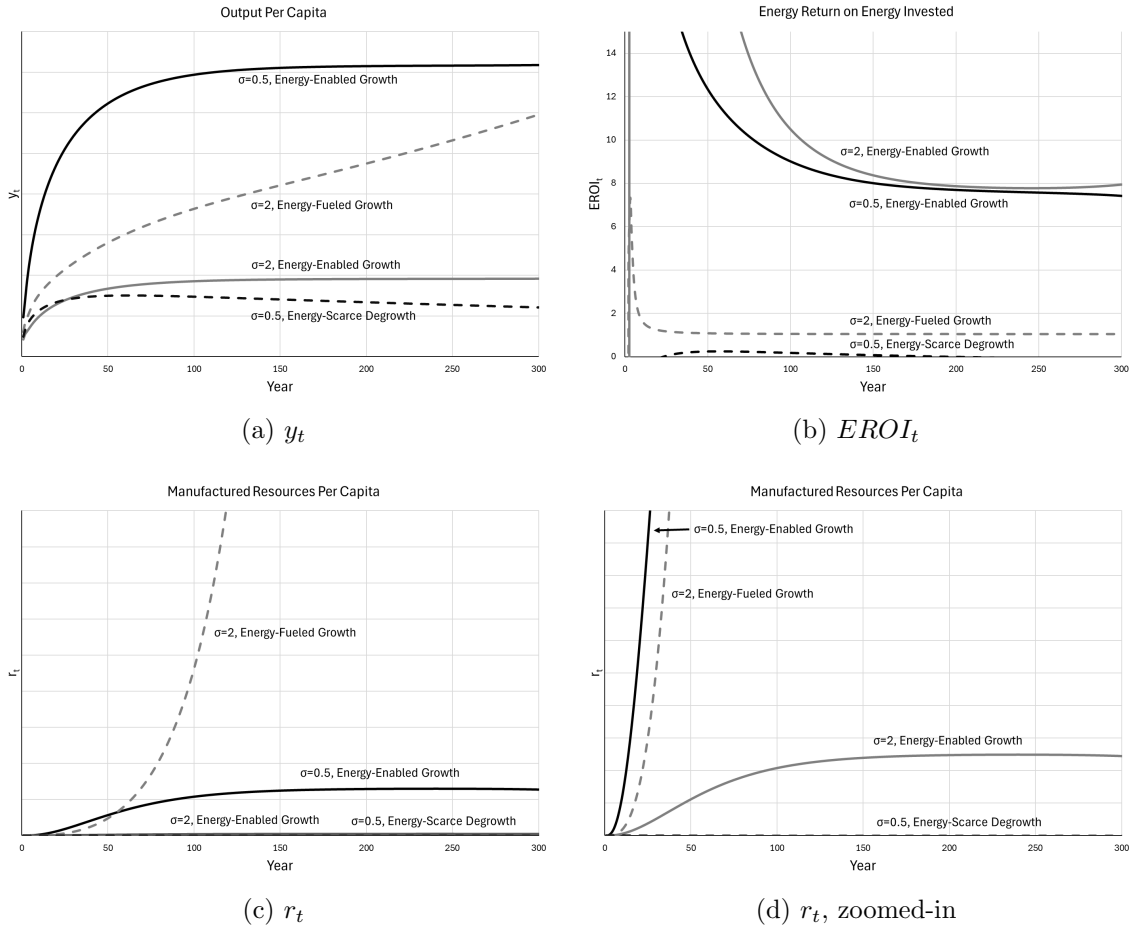 Output Per Capita
y_t
σ=0.5, Energy-Enabled Growth
σ=2, Energy-Fueled Growth
σ=2, Energy-Enabled Growth
σ=0.5, Energy-Scarce Degrowth
0 50 100 150 200 250 300
Year
(a) y_t
Energy Return on Energy Invested
14
12
10
8
6
4
2
0
EROI_t
σ=2, Energy-Enabled Growth
σ=0.5, Energy-Enabled Growth
σ=2, Energy-Fueled Growth
σ=0.5, Energy-Scarce Degrowth
0 50 100 150 200 250 300
Year
(b) EROI_t
Manufactured Resources Per Capita
r_t
σ=2, Energy-Fueled Growth
σ=0.5, Energy-Enabled Growth
σ=2, Energy-Enabled Growth
σ=0.5, Energy-Scarce Degrowth
0 50 100 150 200 250 300
Year
(c) r_t
Manufactured Resources Per Capita
r_t
σ=0.5, Energy-Enabled Growth
σ=2, Energy-Fueled Growth
σ=2, Energy-Enabled Growth
σ=0.5, Energy-Scarce Degrowth
0 50 100 150 200 250 300
Year
(d) r_t, zoomed-in